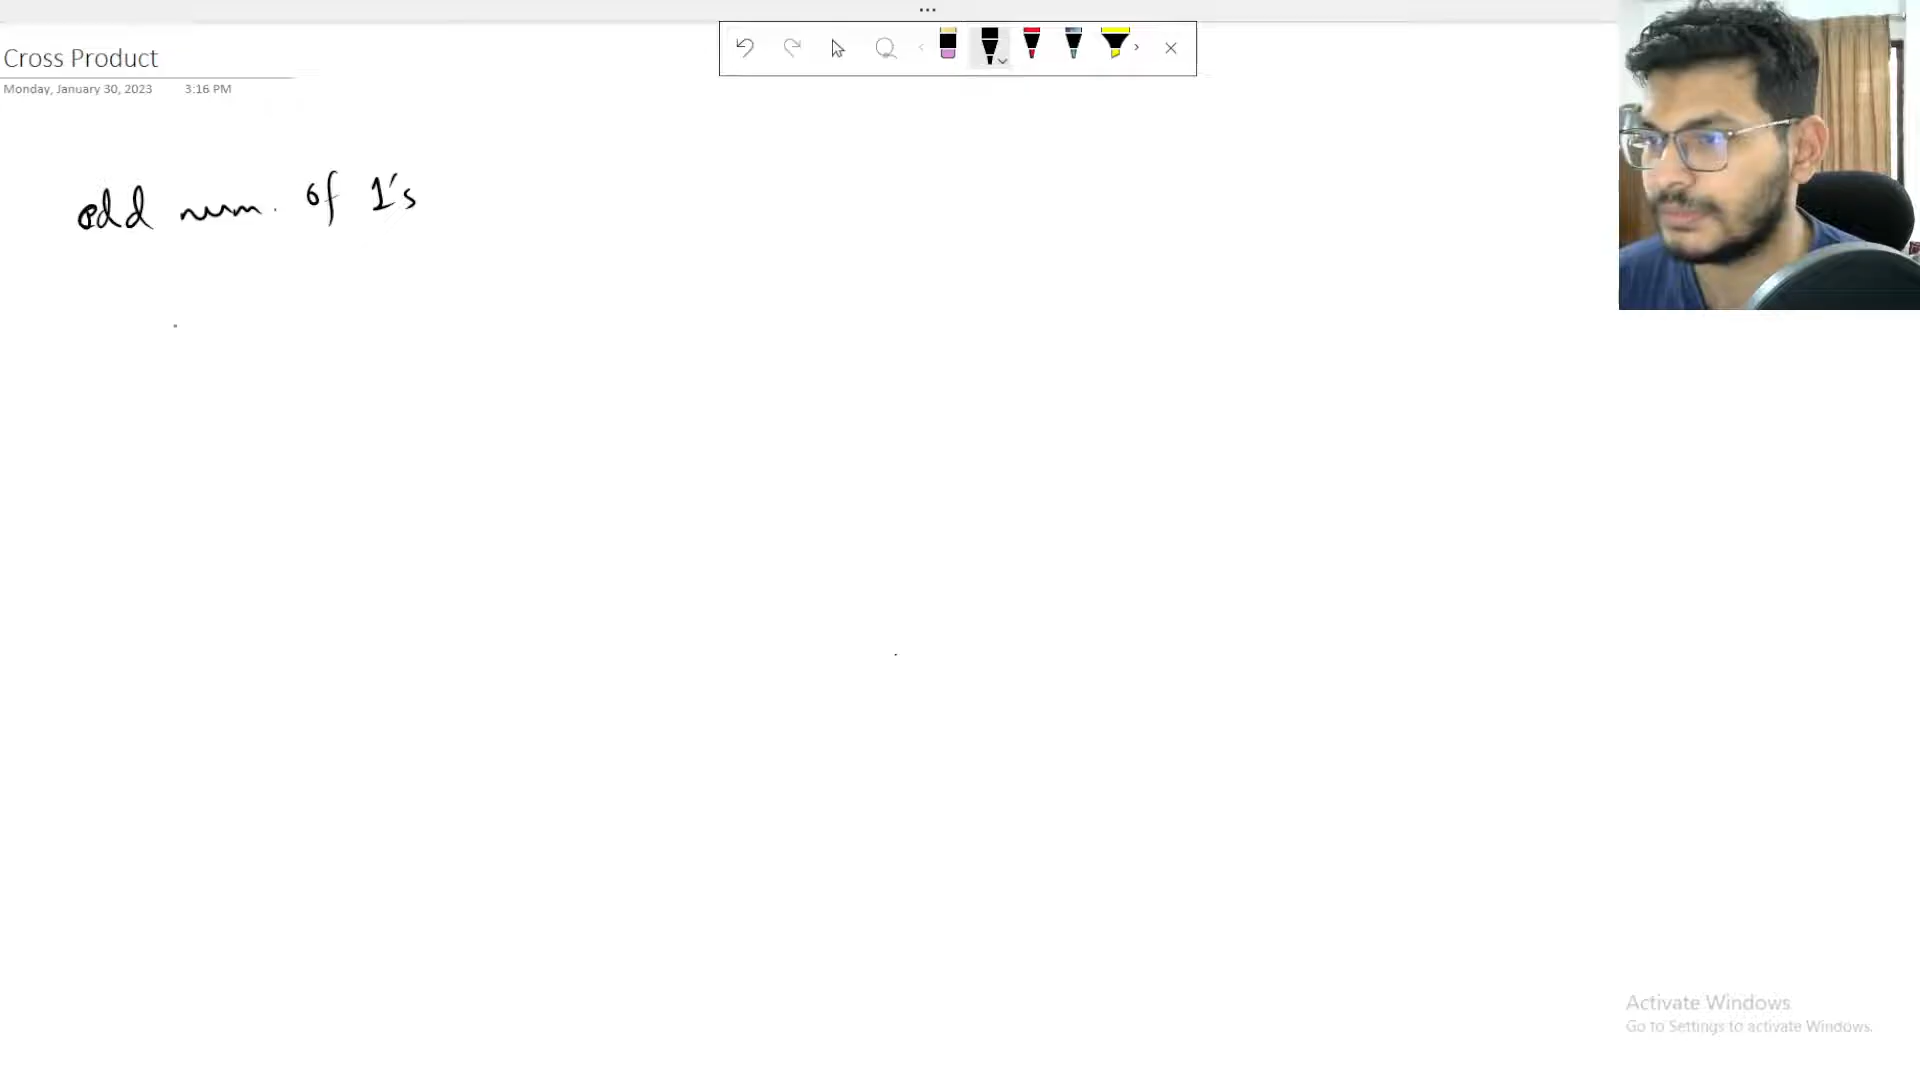 Cross Product
Monday, January 30, 2023 3:16 PM
odd num. of 1's
Activate Windows
Go to Settings to activate Windows.